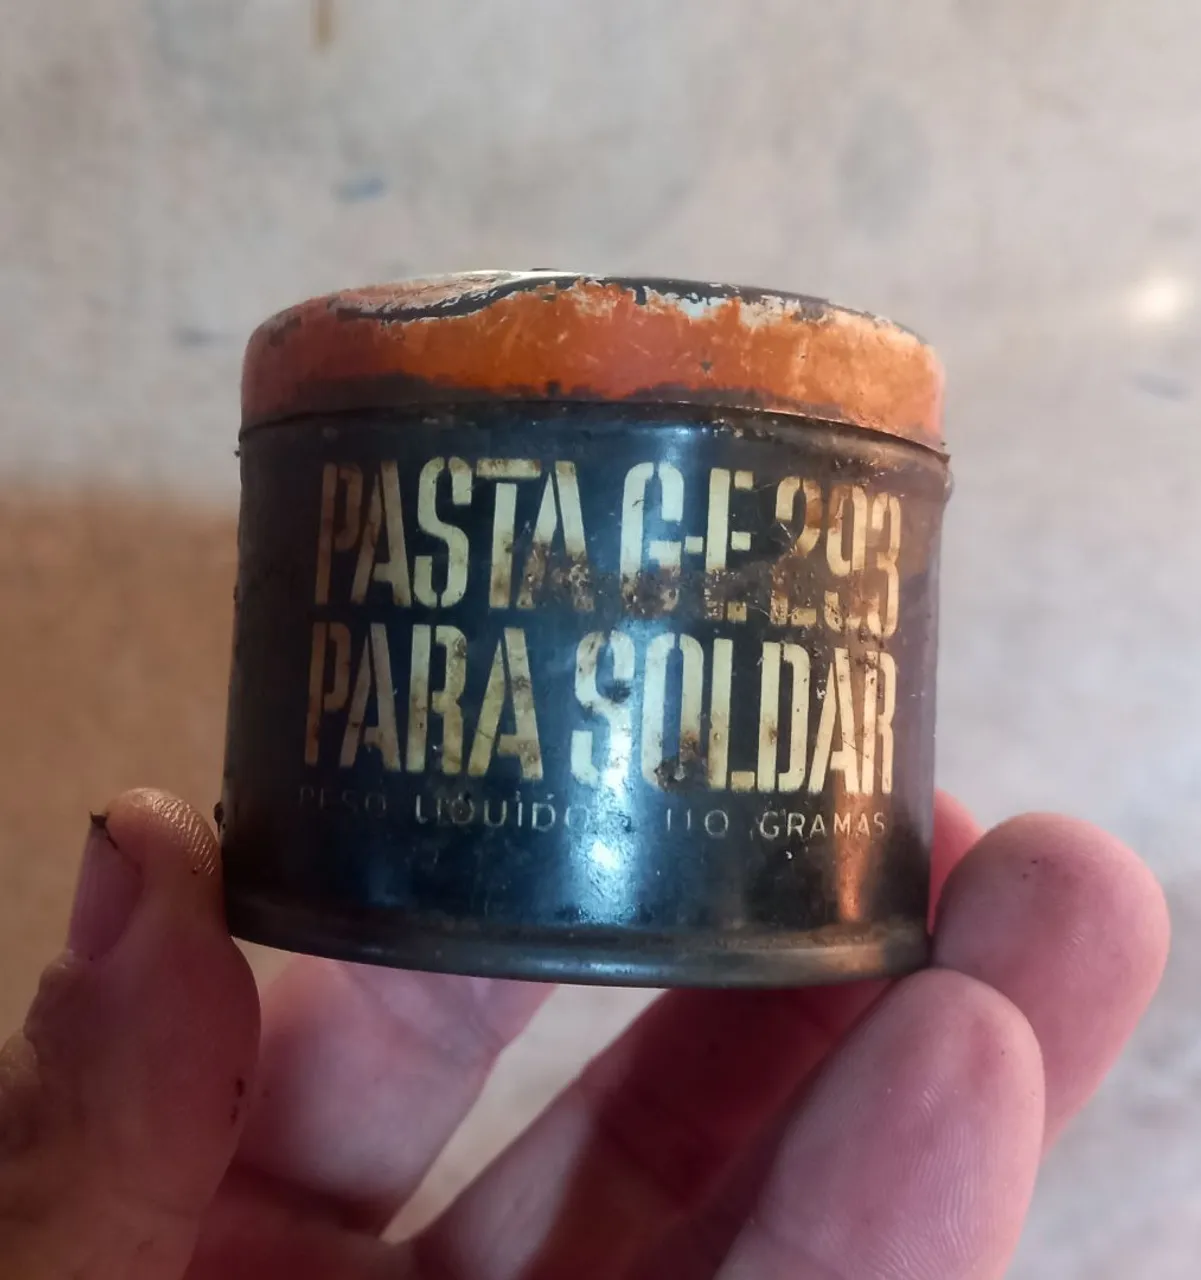 PASTA G-E 293
PARA SOLDAR
PESO LIQUIDO 110 GRAMAS